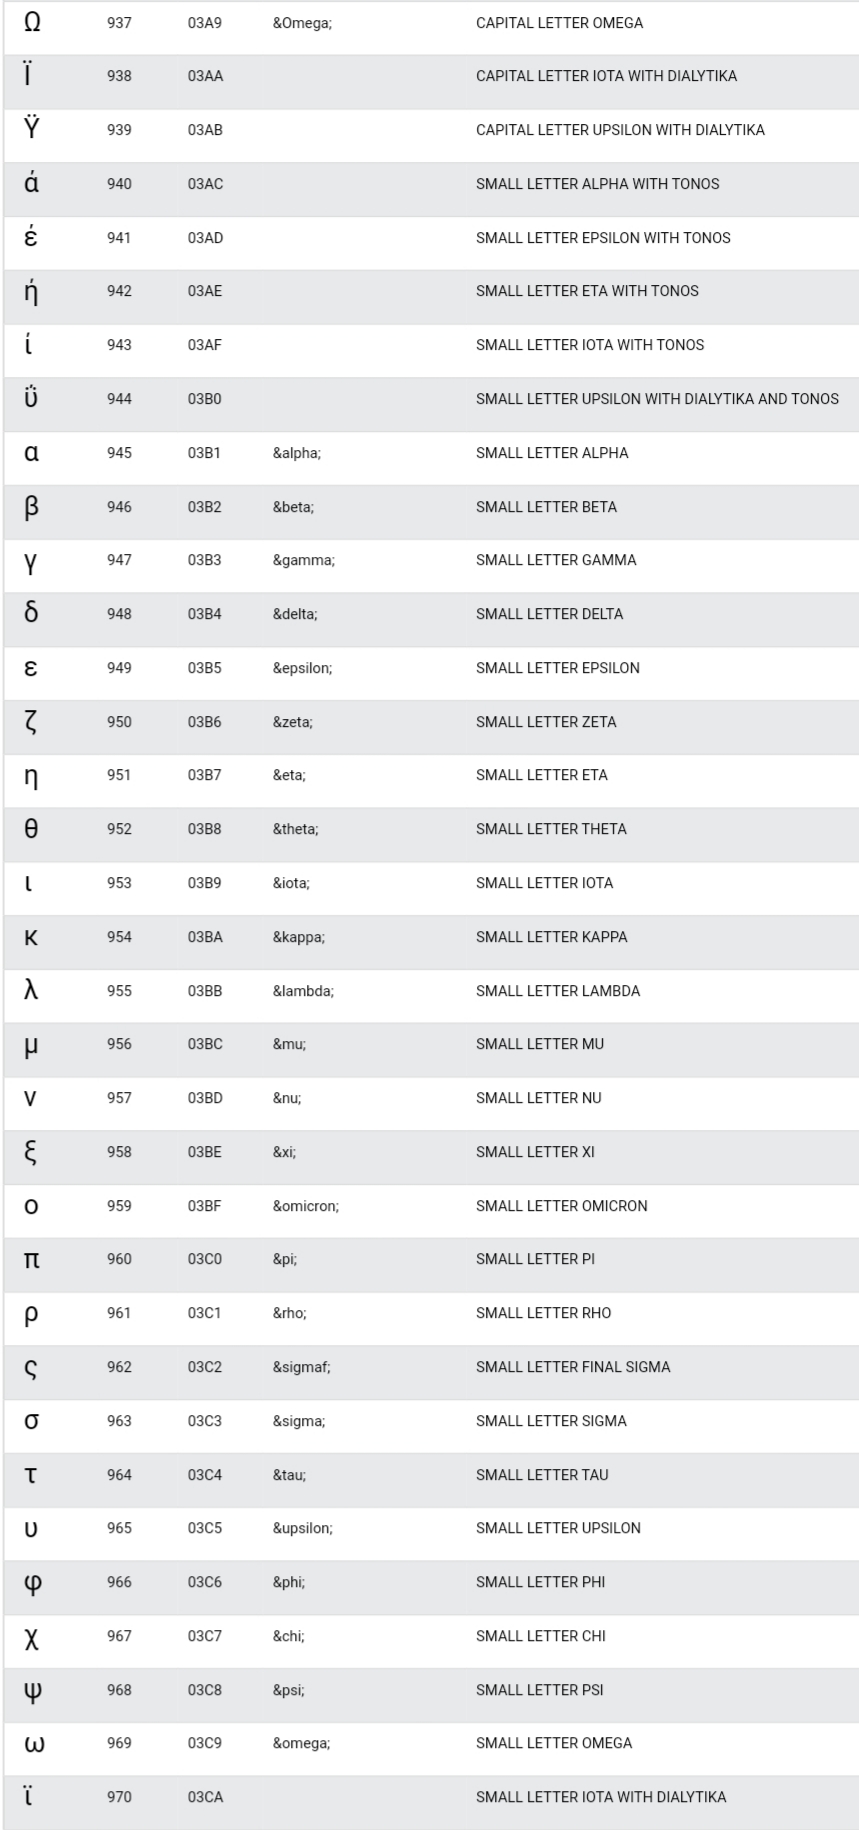 Ω 937 03A9 &Omega; CAPITAL LETTER OMEGA
Ϊ 938 03AA CAPITAL LETTER IOTA WITH DIALYTIKA
Ϋ 939 03AB CAPITAL LETTER UPSILON WITH DIALYTIKA
ά 940 03AC SMALL LETTER ALPHA WITH TONOS
έ 941 03AD SMALL LETTER EPSILON WITH TONOS
ή 942 03AE SMALL LETTER ETA WITH TONOS
ί 943 03AF SMALL LETTER IOTA WITH TONOS
ΰ 944 03B0 SMALL LETTER UPSILON WITH DIALYTIKA AND TONOS
α 945 03B1 &alpha; SMALL LETTER ALPHA
β 946 03B2 &beta; SMALL LETTER BETA
γ 947 03B3 &gamma; SMALL LETTER GAMMA
δ 948 03B4 &delta; SMALL LETTER DELTA
ε 949 03B5 &epsilon; SMALL LETTER EPSILON
ζ 950 03B6 &zeta; SMALL LETTER ZETA
η 951 03B7 &eta; SMALL LETTER ETA
θ 952 03B8 &theta; SMALL LETTER THETA
ι 953 03B9 &iota; SMALL LETTER IOTA
κ 954 03BA &kappa; SMALL LETTER KAPPA
λ 955 03BB &lambda; SMALL LETTER LAMBDA
μ 956 03BC &mu; SMALL LETTER MU
ν 957 03BD &nu; SMALL LETTER NU
ξ 958 03BE &xi; SMALL LETTER XI
ο 959 03BF &omicron; SMALL LETTER OMICRON
π 960 03C0 &pi; SMALL LETTER PI
ρ 961 03C1 &rho; SMALL LETTER RHO
ς 962 03C2 &sigmaf; SMALL LETTER FINAL SIGMA
σ 963 03C3 &sigma; SMALL LETTER SIGMA
τ 964 03C4 &tau; SMALL LETTER TAU
υ 965 03C5 &upsilon; SMALL LETTER UPSILON
φ 966 03C6 &phi; SMALL LETTER PHI
χ 967 03C7 &chi; SMALL LETTER CHI
ψ 968 03C8 &psi; SMALL LETTER PSI
ω 969 03C9 &omega; SMALL LETTER OMEGA
ϊ 970 03CA SMALL LETTER IOTA WITH DIALYTIKA